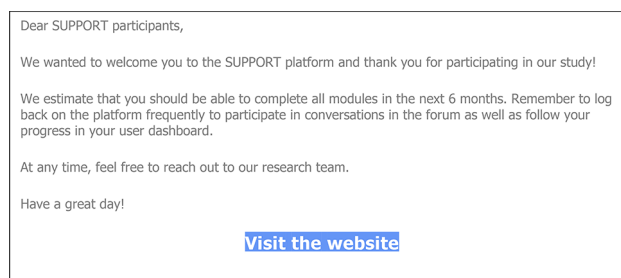 Dear SUPPORT participants,
We wanted to welcome you to the SUPPORT platform and thank you for participating in our study!
We estimate that you should be able to complete all modules in the next 6 months. Remember to log
back on the platform frequently to participate in conversations in the forum as well as follow your
progress in your user dashboard.
At any time, feel free to reach out to our research team.
Have a great day!
Visit the website